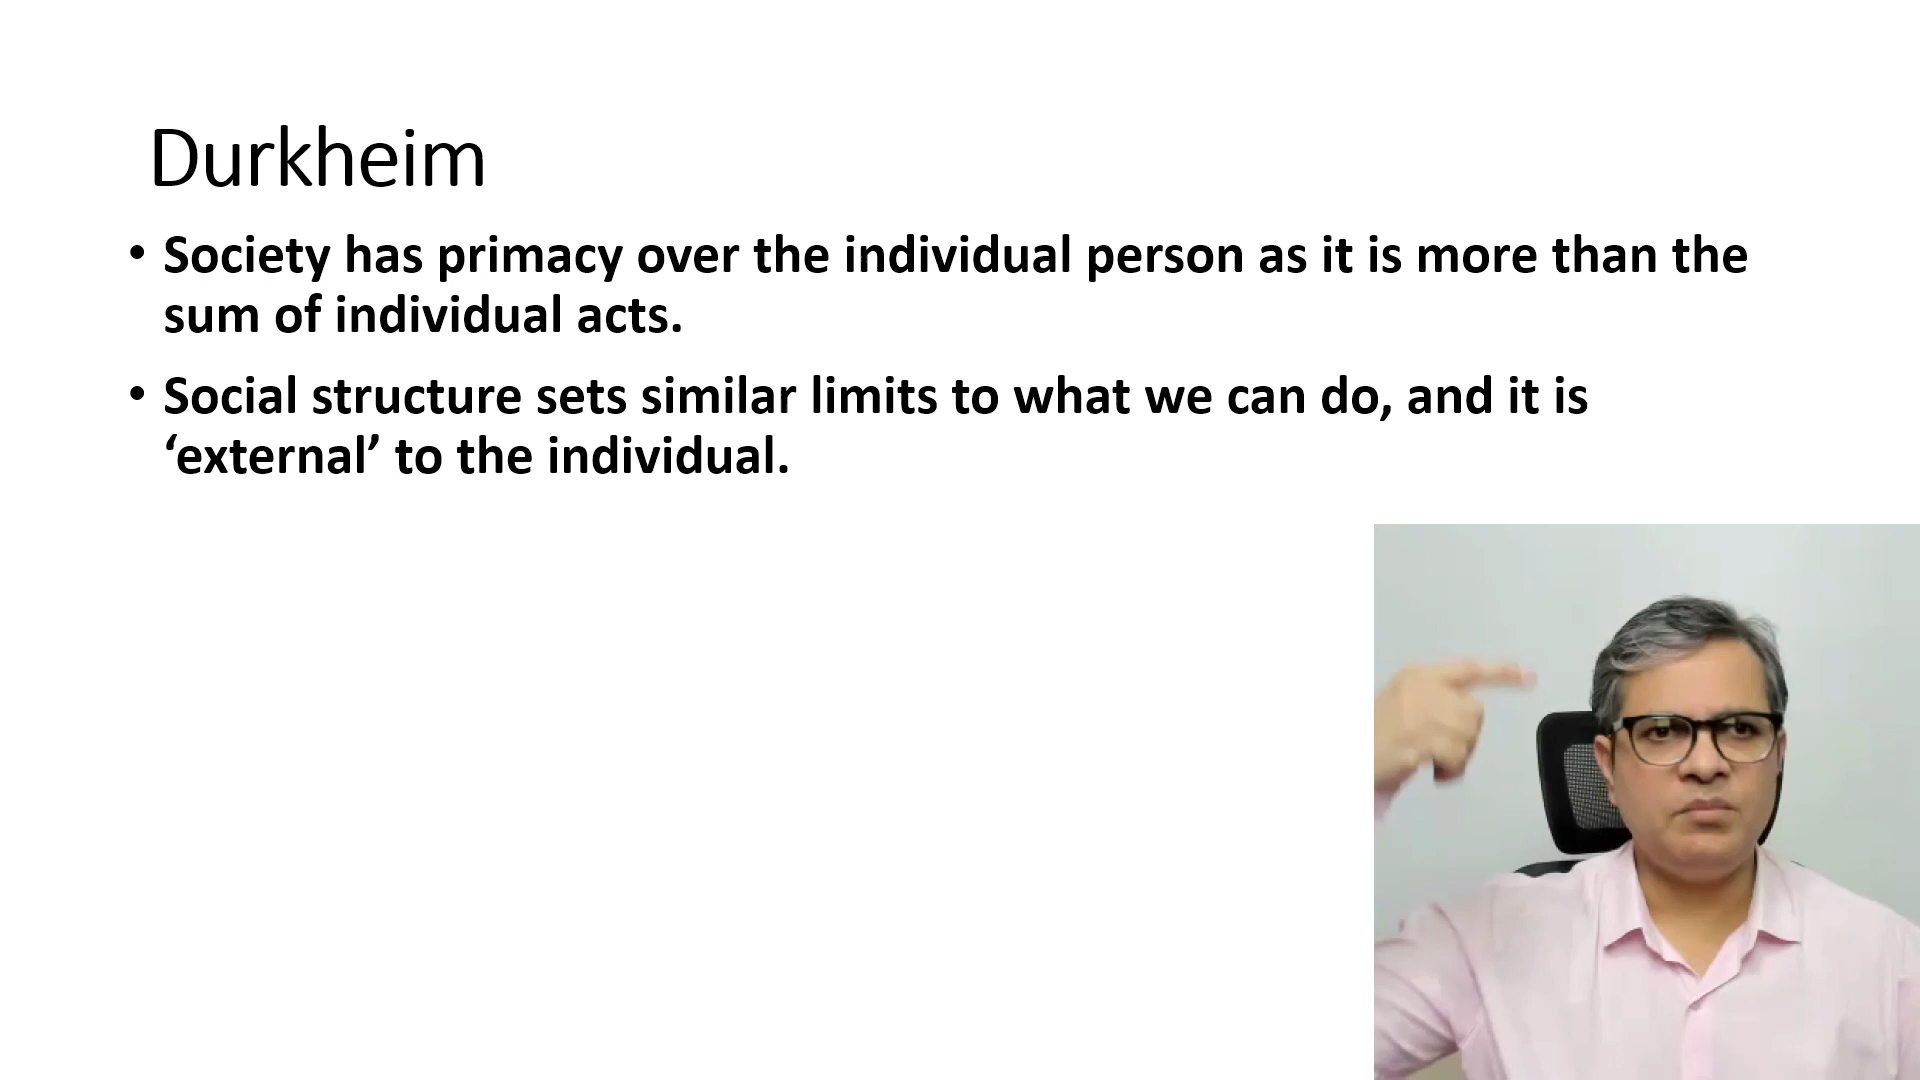 Durkheim
• Society has primacy over the individual person as it is more than the
sum of individual acts.
• Social structure sets similar limits to what we can do, and it is
‘external’ to the individual.